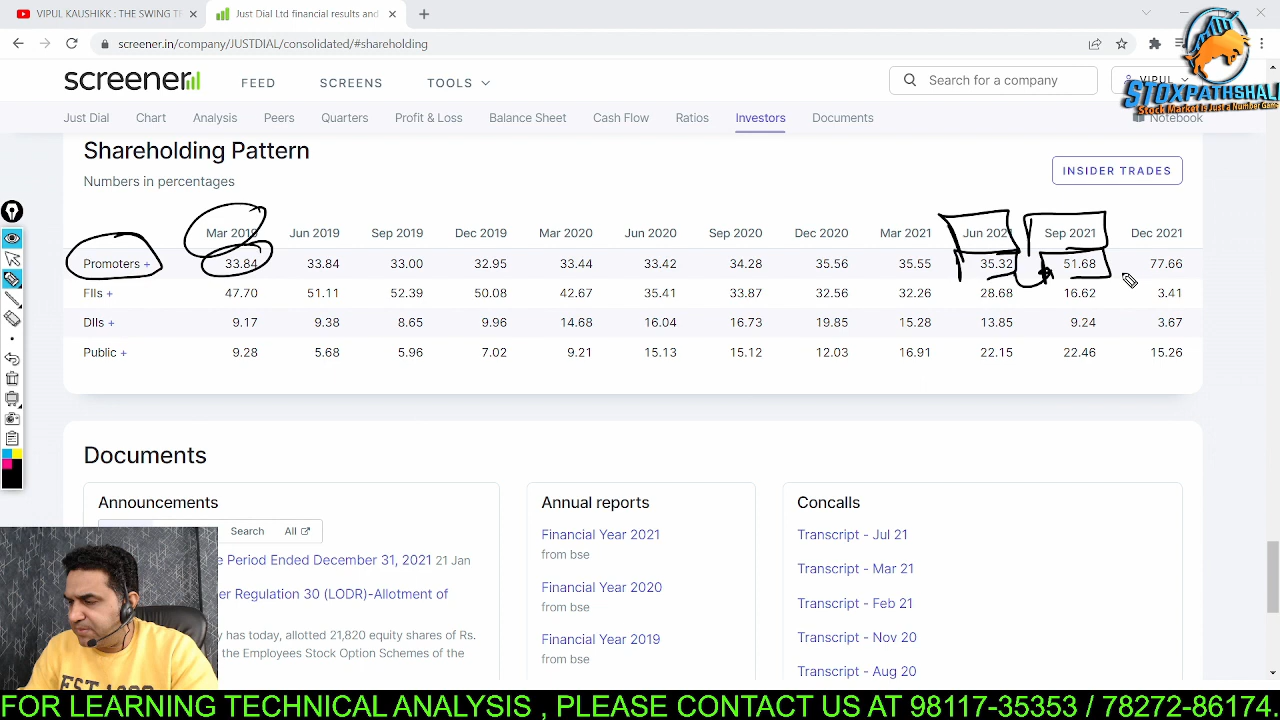 VIPUL KAUSHIKK : THE SWING T
Just Dial Ltd financial results and
screener.in/company/JUSTDIAL/consolidated/#shareholding
screener
FEED
SCREENS
TOOLS
Search for a company
VIPUL
STOXPATHSHAL
Stock Market is Just a Number Game
Just Dial
Chart
Analysis
Peers
Quarters
Profit &
Cash Flow
Ratios
Investors
Documents
Notebook
Shareholding Pattern
Numbers in percentages
INSIDER TRADES
Mar 2019 Jun 2019 Sep 2019 Dec 2019 Mar 2020 Jun 2020 Sep 2020 Dec 2020 Mar 2021 Jun 2021 Sep 2021 Dec 2021
Promoters + 33.84 33.84 33.00 32.95 33.44 33.42 34.28 35.56 35.55 35.32 51.68 77.66
FIIs + 47.70 51.11 52.39 50.08 42.67 35.41 33.87 32.56 32.26 28.68 16.62 3.41
DIIs + 9.17 9.38 8.65 9.96 14.68 16.04 16.73 19.85 15.28 13.85 9.24 3.67
Public + 9.28 5.68 5.96 7.02 9.21 15.13 15.12 12.03 16.91 22.15 22.46 15.26
Documents
Announcements
Search All
e Period Ended December 31, 2021 21 Jan
er Regulation 30 (LODR)-Allotment of
y has today, allotted 21,820 equity shares of Rs.
the Employees Stock Option Schemes of the
Annual reports
Financial Year 2021
from bse
Financial Year 2020
from bse
Financial Year 2019
from bse
Concalls
Transcript - Jul 21
Transcript - Mar 21
Transcript - Feb 21
Transcript - Nov 20
Transcript - Aug 20
FOR LEARNING TECHNICAL ANALYSIS , PLEASE CONTACT US AT 98117-35353 / 78272-86174.